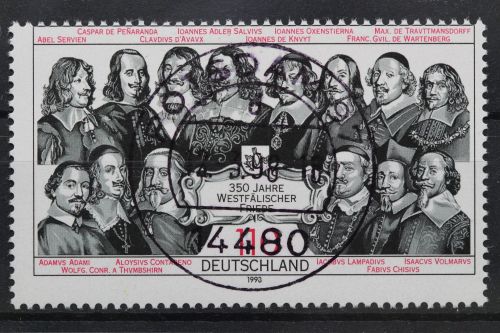 Caspar de Peñaranda Ioannes Adler Salvius Ioannes Oxenstierna Max. de Travttmansdorff
Abel Servien Clavdivs d'Avavx Ioannes de Knvyt Franc. Gvil. de Wartenberg
350 JAHRE
WESTFÄLISCHER
FRIEDE
4480
Adamvs Adami Aloysivs Contareno Iacobvs Lampadivs Isaacvs Volmarvs
Wolfg. Conr. a Thvmbshirn DEUTSCHLAND Fabivs Chisivs